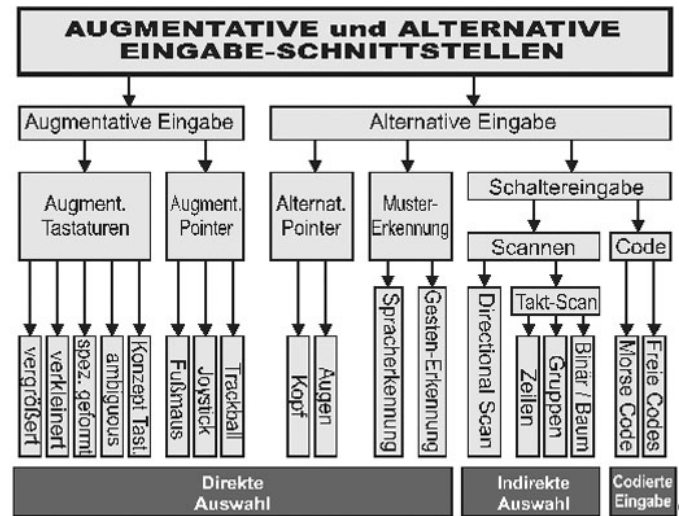 AUGMENTATIVE und ALTERNATIVE
EINGABE-SCHNITTSTELLEN
Augmentative Eingabe
Alternative Eingabe
Augment.
Tastaturen
Augment.
Pointer
Alternat.
Pointer
Muster-
Erkennung
Schaltereingabe
Scannen
Code
Takt-Scan
vergrößert
verkleinert
spez. geformt
ambiguous
Konzept Tast.
Fußmaus
Joystick
Trackball
Kopf
Augen
Spracherkennung
Gesten-Erkennung
Directional Scan
Zeilen
Gruppen
Binär / Baum
Morse Code
Freie Codes
Direkte
Auswahl
Indirekte
Auswahl
Codierte
Eingabe